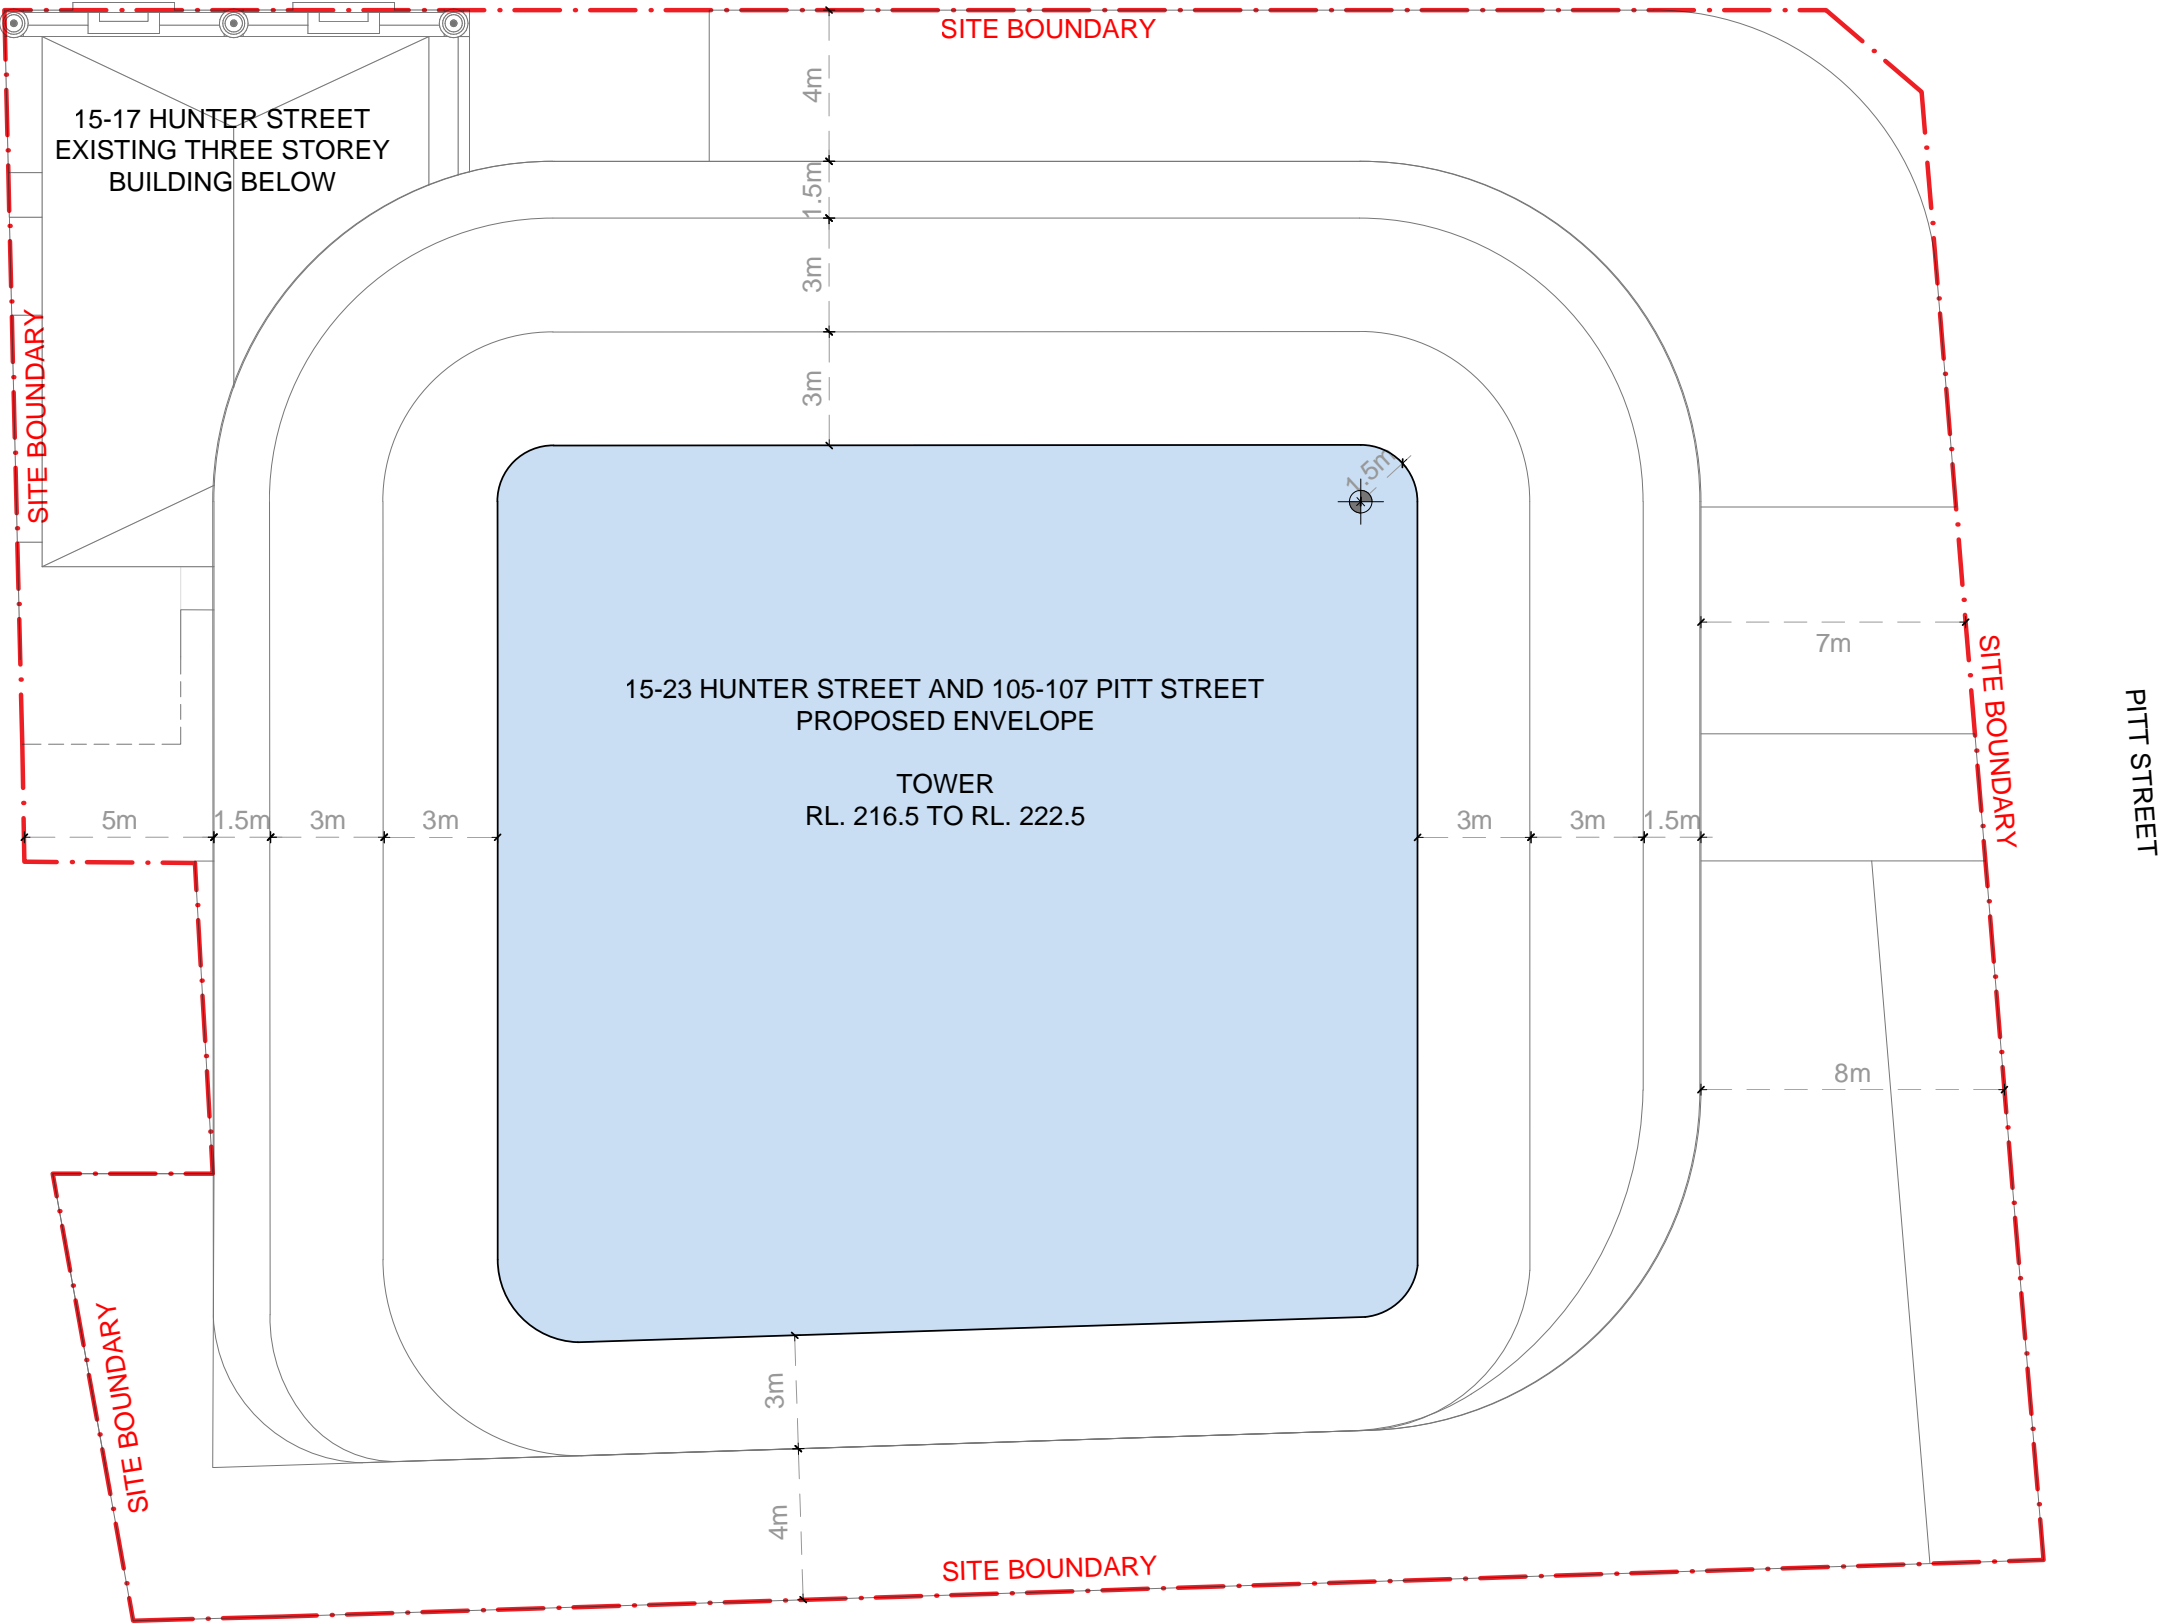 SITE BOUNDARY
4m
15-17 HUNTER STREET
EXISTING THREE STOREY
BUILDING BELOW
1.5m
3m
SITE BOUNDARY
3m
1.5m
7m
SITE BOUNDARY
15-23 HUNTER STREET AND 105-107 PITT STREET
PROPOSED ENVELOPE
TOWER
RL. 216.5 TO RL. 222.5
PITT STREET
5m
1.5m
3m
3m
3m
3m
1.5m
8m
SITE BOUNDARY
3m
4m
SITE BOUNDARY